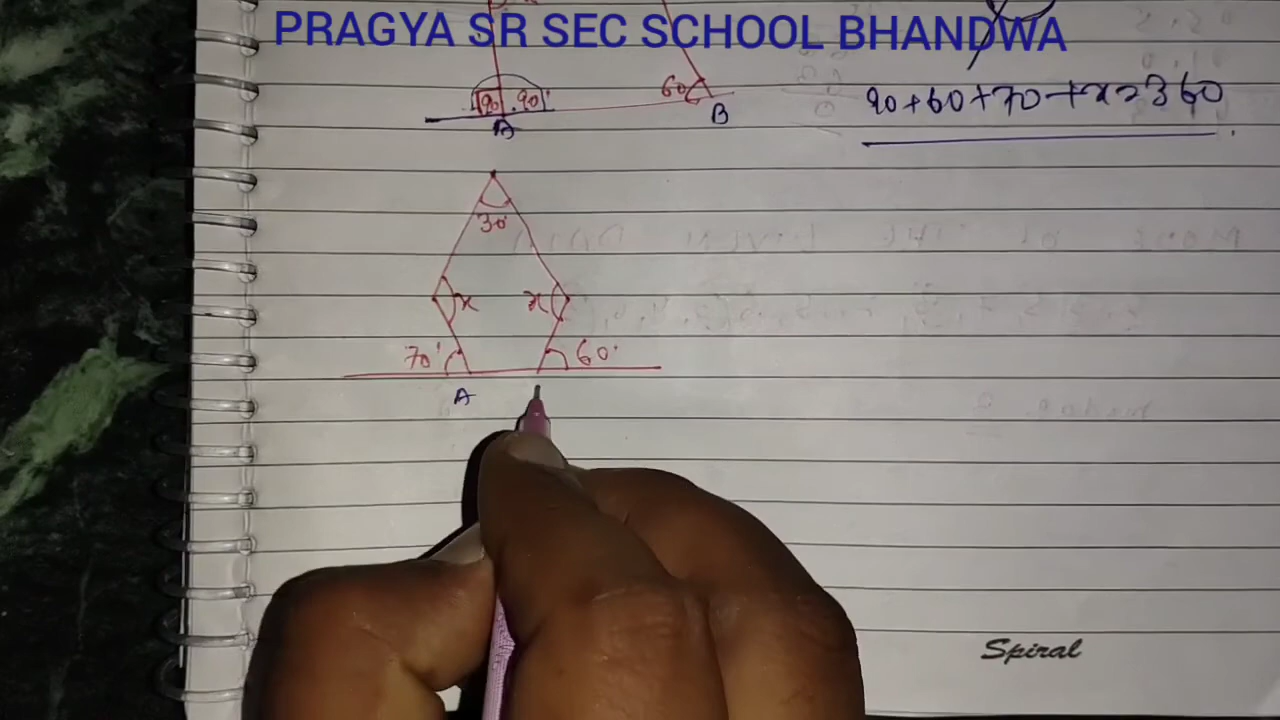 PRAGYA SR SEC SCHOOL BHANDWA
90 90
60
A
B
90+60+70+x=360
30°
x x
70° 60°
A
Spiral